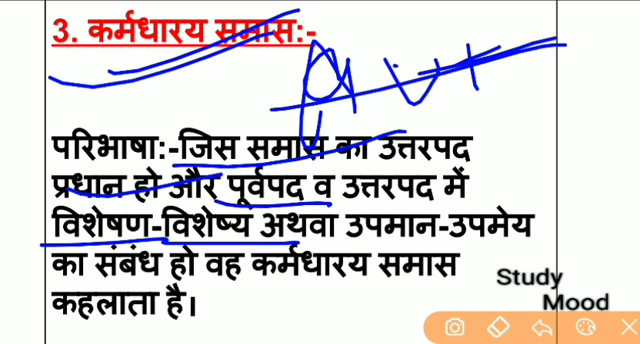 3. कर्मधारय समास:-
परिभाषा:-जिस समास का उत्तरपद
प्रधान हो और पूर्वपद व उत्तरपद में
विशेषण-विशेष्य अथवा उपमान-उपमेय
का संबंध हो वह कर्मधारय समास
कहलाता है।
Study
Mood